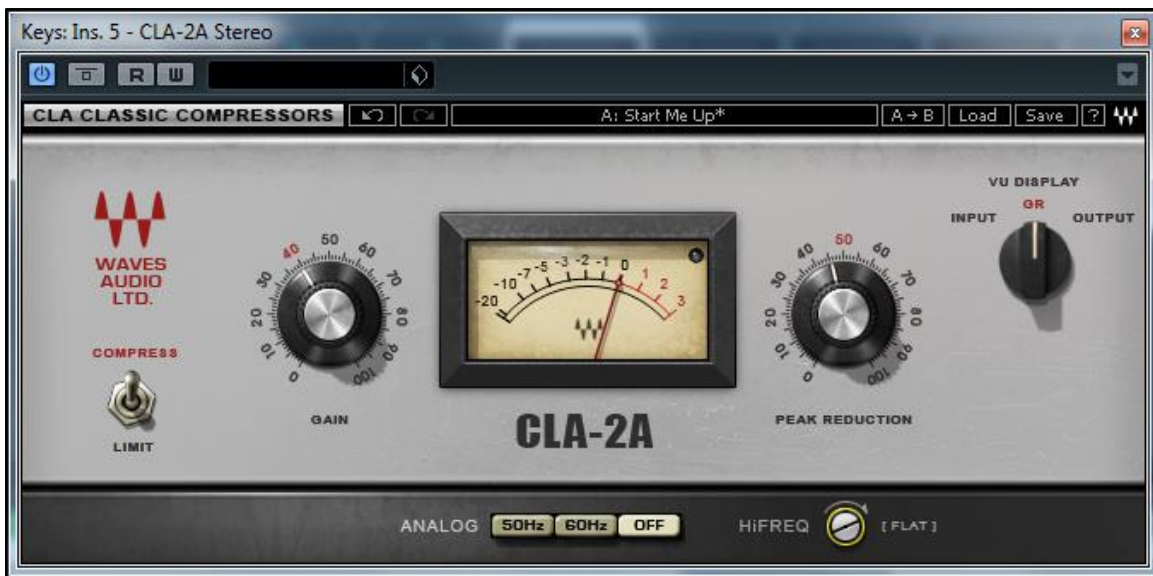 Keys: Ins. 5 - CLA-2A Stereo
x
R W
CLA CLASSIC COMPRESSORS A: Start Me Up* A→B Load Save ?
VU DISPLAY
GR
INPUT OUTPUT
WAVES
AUDIO
LTD.
COMPRESS
LIMIT
0 10 20 30 40 50 60 70 80 90 100
GAIN
-20 -10 -7 -5 -3 -2 -1 0 1 2 3
CLA-2A
0 10 20 30 40 50 60 70 80 90 100
PEAK REDUCTION
ANALOG 50Hz 60Hz OFF HiFREQ [ FLAT ]